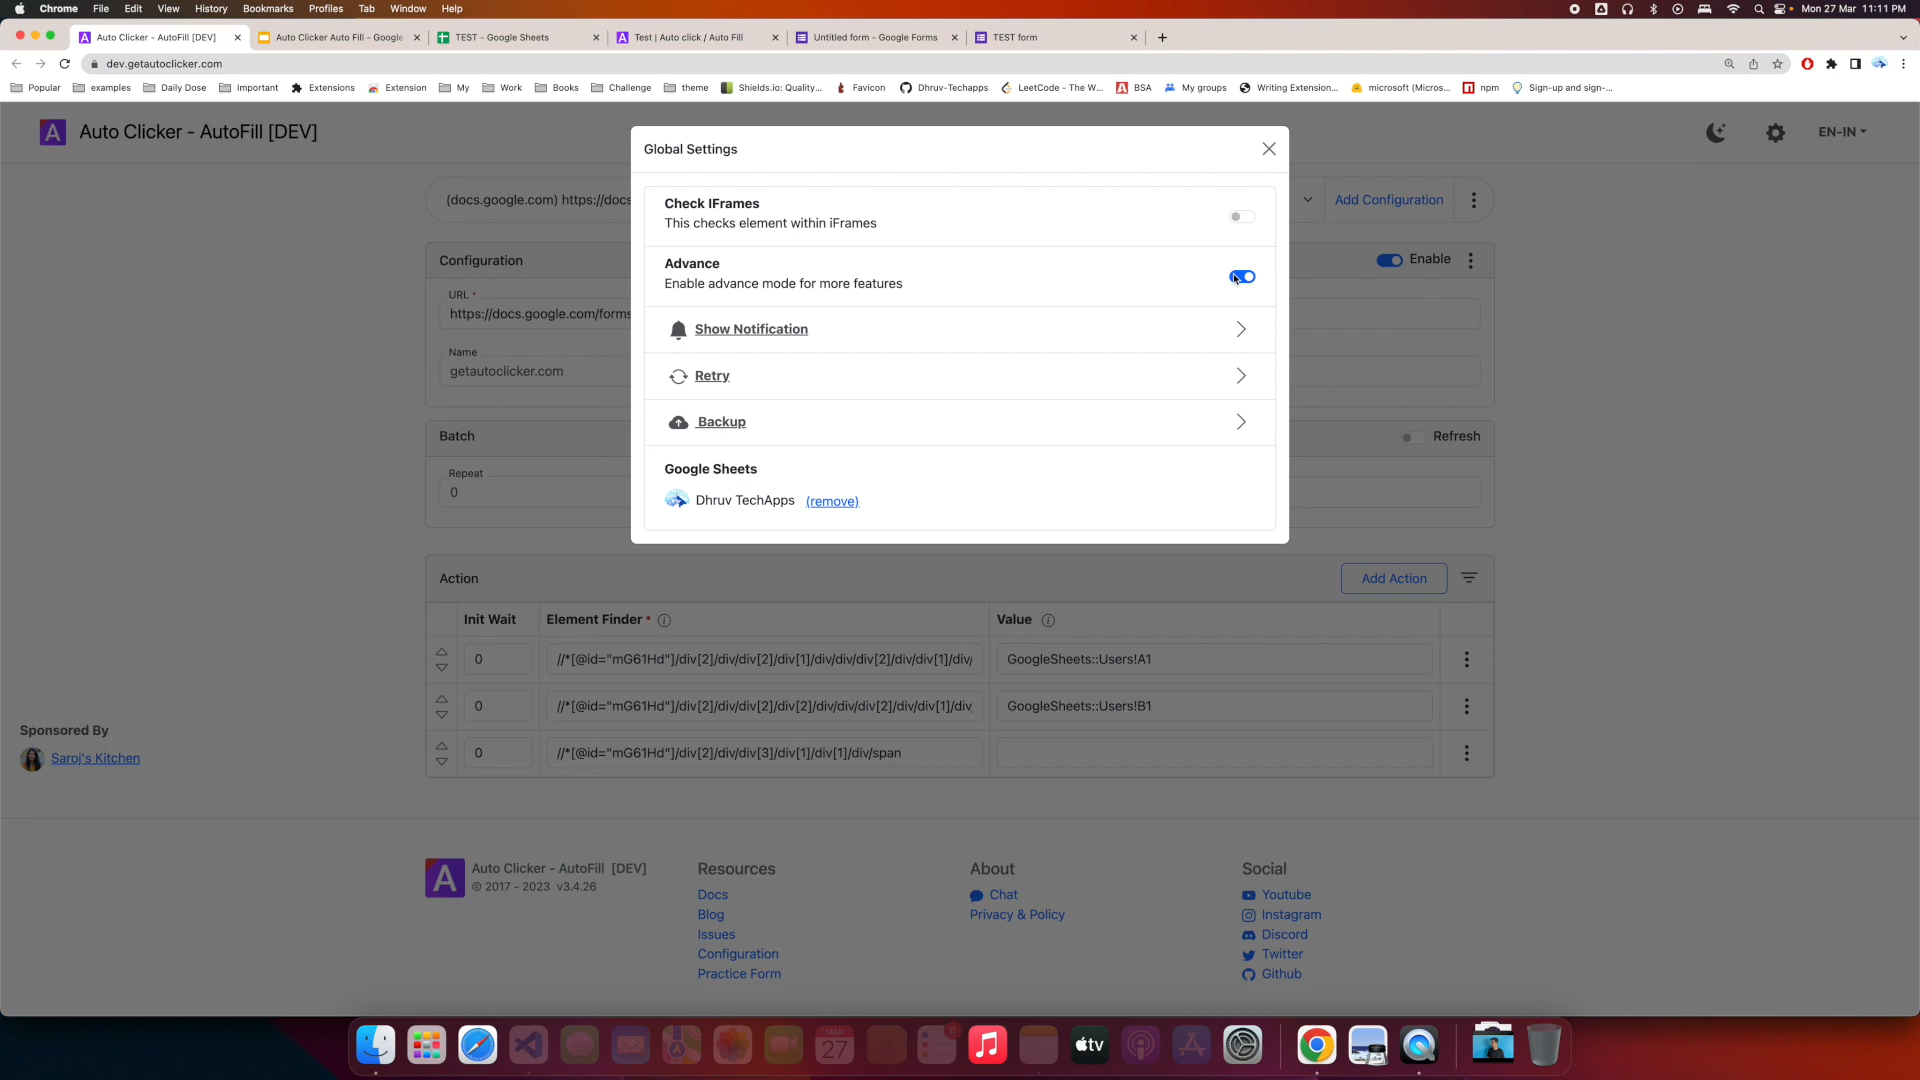 Chrome File Edit View History Bookmarks Profiles Tab Window Help Mon 27 Mar 11:11 PM
Auto Clicker - AutoFill [DEV] Auto Clicker Auto Fill - Google TEST - Google Sheets Test | Auto click / Auto Fill Untitled form - Google Forms TEST form
dev.getautoclicker.com
Popular examples Daily Dose Important Extensions Extension My Work Books Challenge theme Shields.io: Quality... Favicon Dhruv-Techapps LeetCode - The W... BSA My groups Writing Extension... microsoft (Micros... npm Sign-up and sign-...
Auto Clicker - AutoFill [DEV] EN-IN
Global Settings
Check IFrames
This checks element within iFrames
Advance
Enable advance mode for more features
Show Notification
Retry
Backup
Google Sheets
Dhruv TechApps (remove)
(docs.google.com) https://docs Add Configuration
Configuration Enable
URL *
https://docs.google.com/forms
Name
getautoclicker.com
Batch Refresh
Repeat
0
Action Add Action
Init Wait Element Finder * Value
0 //*[@id="mG61Hd"]/div[2]/div/div[2]/div[1]/div/div/div[2]/div/div[1]/div/ GoogleSheets::Users!A1
0 //*[@id="mG61Hd"]/div[2]/div/div[2]/div[2]/div/div/div[2]/div/div[1]/div, GoogleSheets::Users!B1
0 //*[@id="mG61Hd"]/div[2]/div/div[3]/div[1]/div[1]/div/span
Sponsored By
Saroj's Kitchen
Auto Clicker - AutoFill [DEV]
© 2017 - 2023 v3.4.26
Resources
Docs
Blog
Issues
Configuration
Practice Form
About
Chat
Privacy & Policy
Social
Youtube
Instagram
Discord
Twitter
Github
MAR
27
6
tv